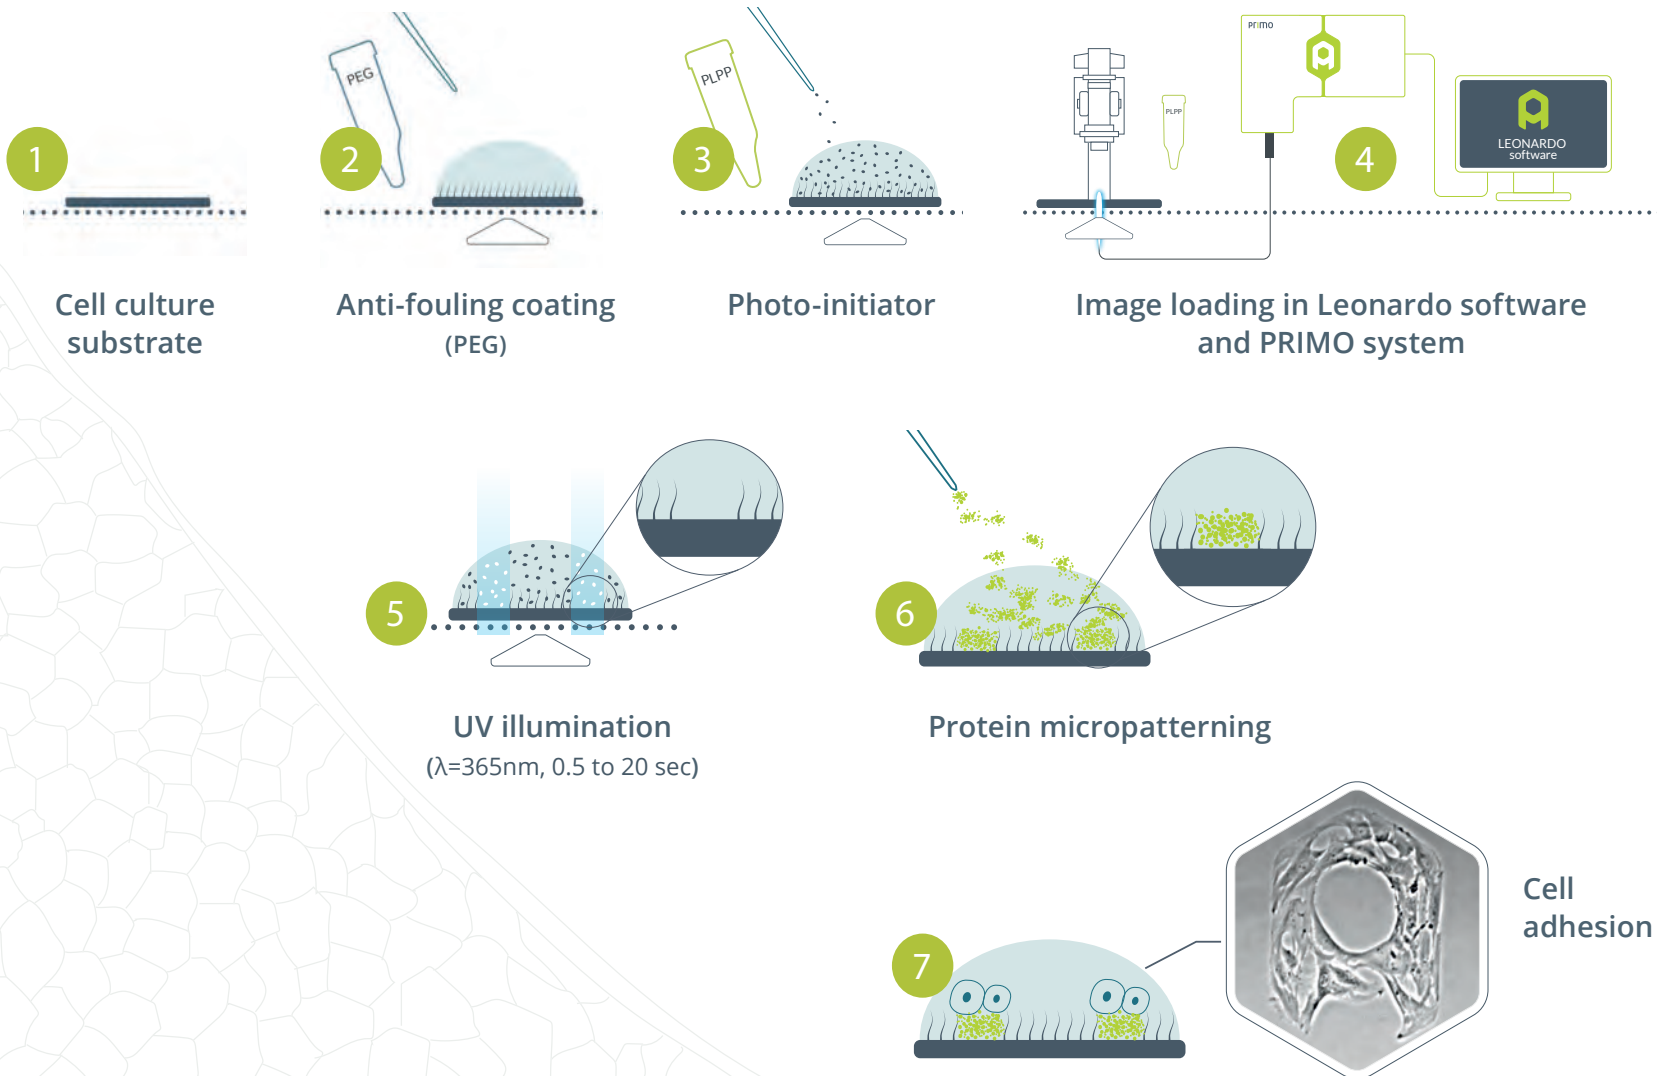 1
Cell culture
substrate
2
PEG
Anti-fouling coating
(PEG)
3
PLPP
Photo-initiator
PLPP
primo
4
LEONARDO
software
Image loading in Leonardo software
and PRIMO system
5
UV illumination
(λ=365nm, 0.5 to 20 sec)
6
Protein micropatterning
7
Cell
adhesion